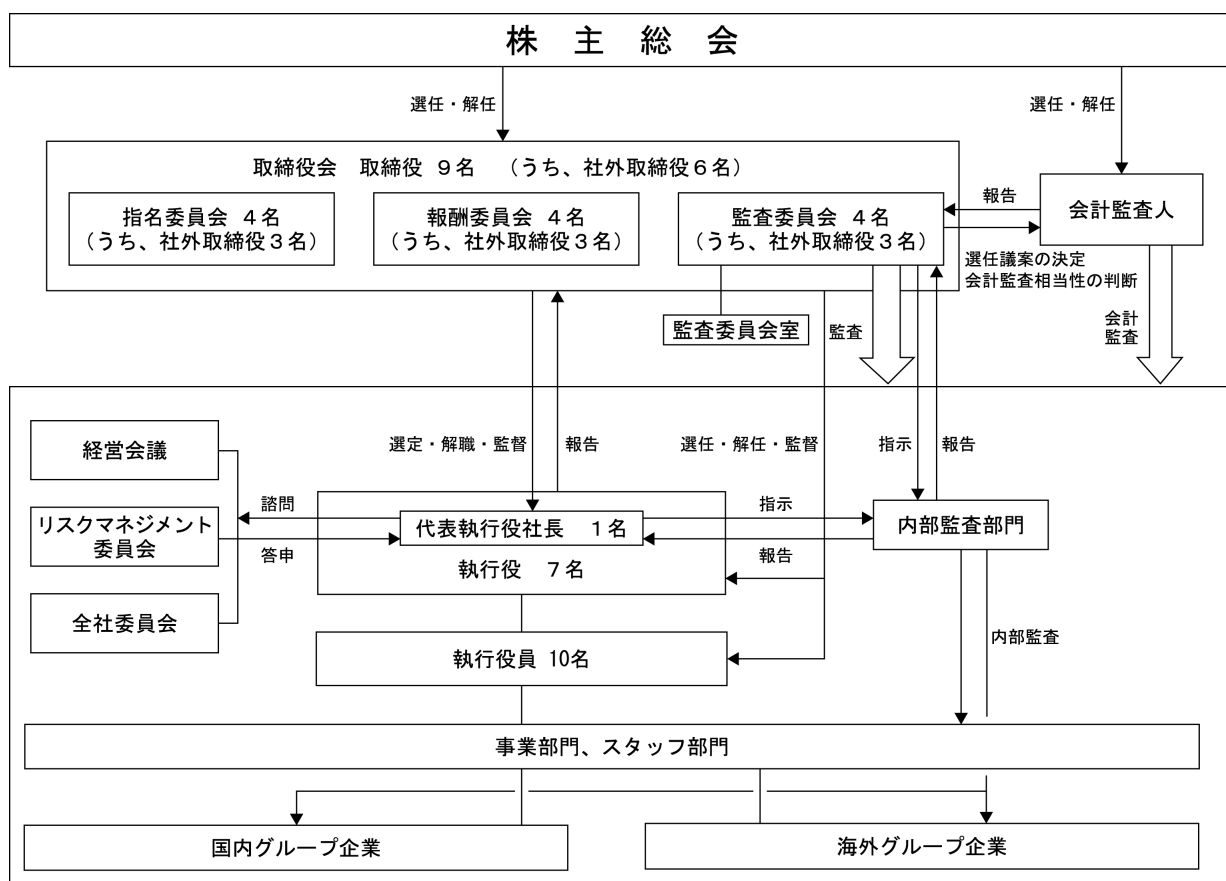 株 主 総 会
選任・解任
選任・解任
取締役会 取締役 9名 (うち、社外取締役6名)
指名委員会 4名
(うち、社外取締役3名)
報酬委員会 4名
(うち、社外取締役3名)
監査委員会 4名
(うち、社外取締役3名)
報告
会計監査人
選任議案の決定
会計監査相当性の判断
監査委員会室
監査
会計
監査
選定・解職・監督
報告
選任・解任・監督
指示
報告
経営会議
リスクマネジメント
委員会
全社委員会
諮問
答申
代表執行役社長 1名
執行役 7名
指示
報告
内部監査部門
執行役員 10名
内部監査
事業部門、スタッフ部門
国内グループ企業
海外グループ企業